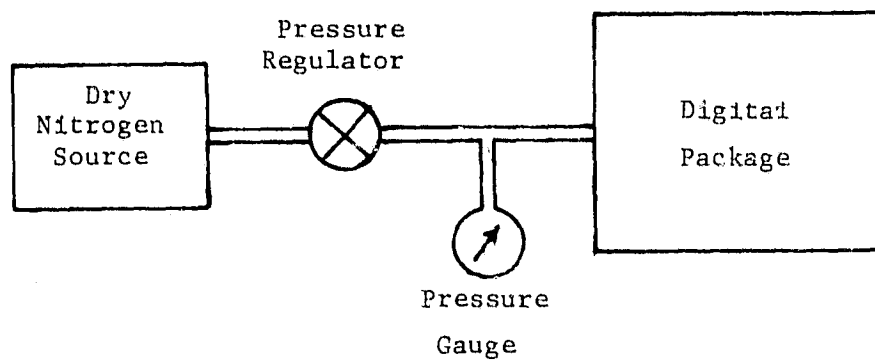 Pressure
Regulator
Dry
Nitrogen
Source
Digital
Package
Pressure
Gauge